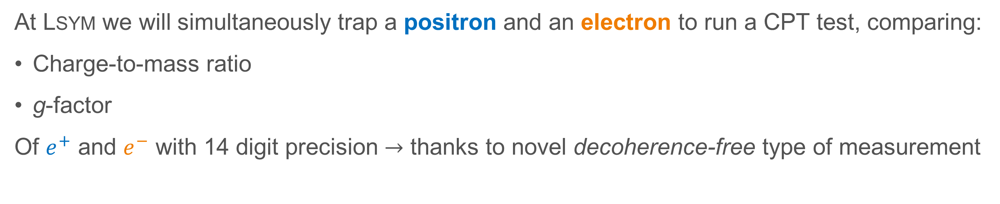 At LSYM we will simultaneously trap a positron and an electron to run a CPT test, comparing:
• Charge-to-mass ratio
• g-factor
Of e⁺ and e⁻ with 14 digit precision → thanks to novel decoherence-free type of measurement